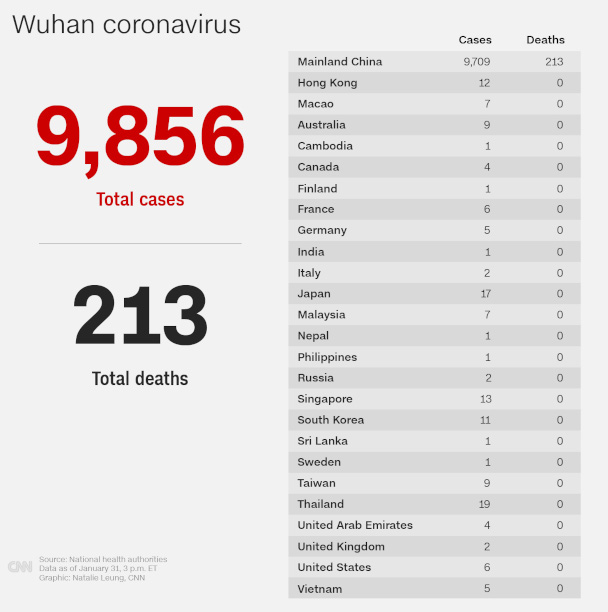 Wuhan coronavirus
9,856
Total cases
213
Total deaths
Cases Deaths
Mainland China 9,709 213
Hong Kong 12 0
Macao 7 0
Australia 9 0
Cambodia 1 0
Canada 4 0
Finland 1 0
France 6 0
Germany 5 0
India 1 0
Italy 2 0
Japan 17 0
Malaysia 7 0
Nepal 1 0
Philippines 1 0
Russia 2 0
Singapore 13 0
South Korea 11 0
Sri Lanka 1 0
Sweden 1 0
Taiwan 9 0
Thailand 19 0
United Arab Emirates 4 0
United Kingdom 2 0
United States 6 0
Vietnam 5 0
CNN
Source: National health authorities
Data as of January 31, 3 p.m. ET
Graphic: Natalie Leung, CNN